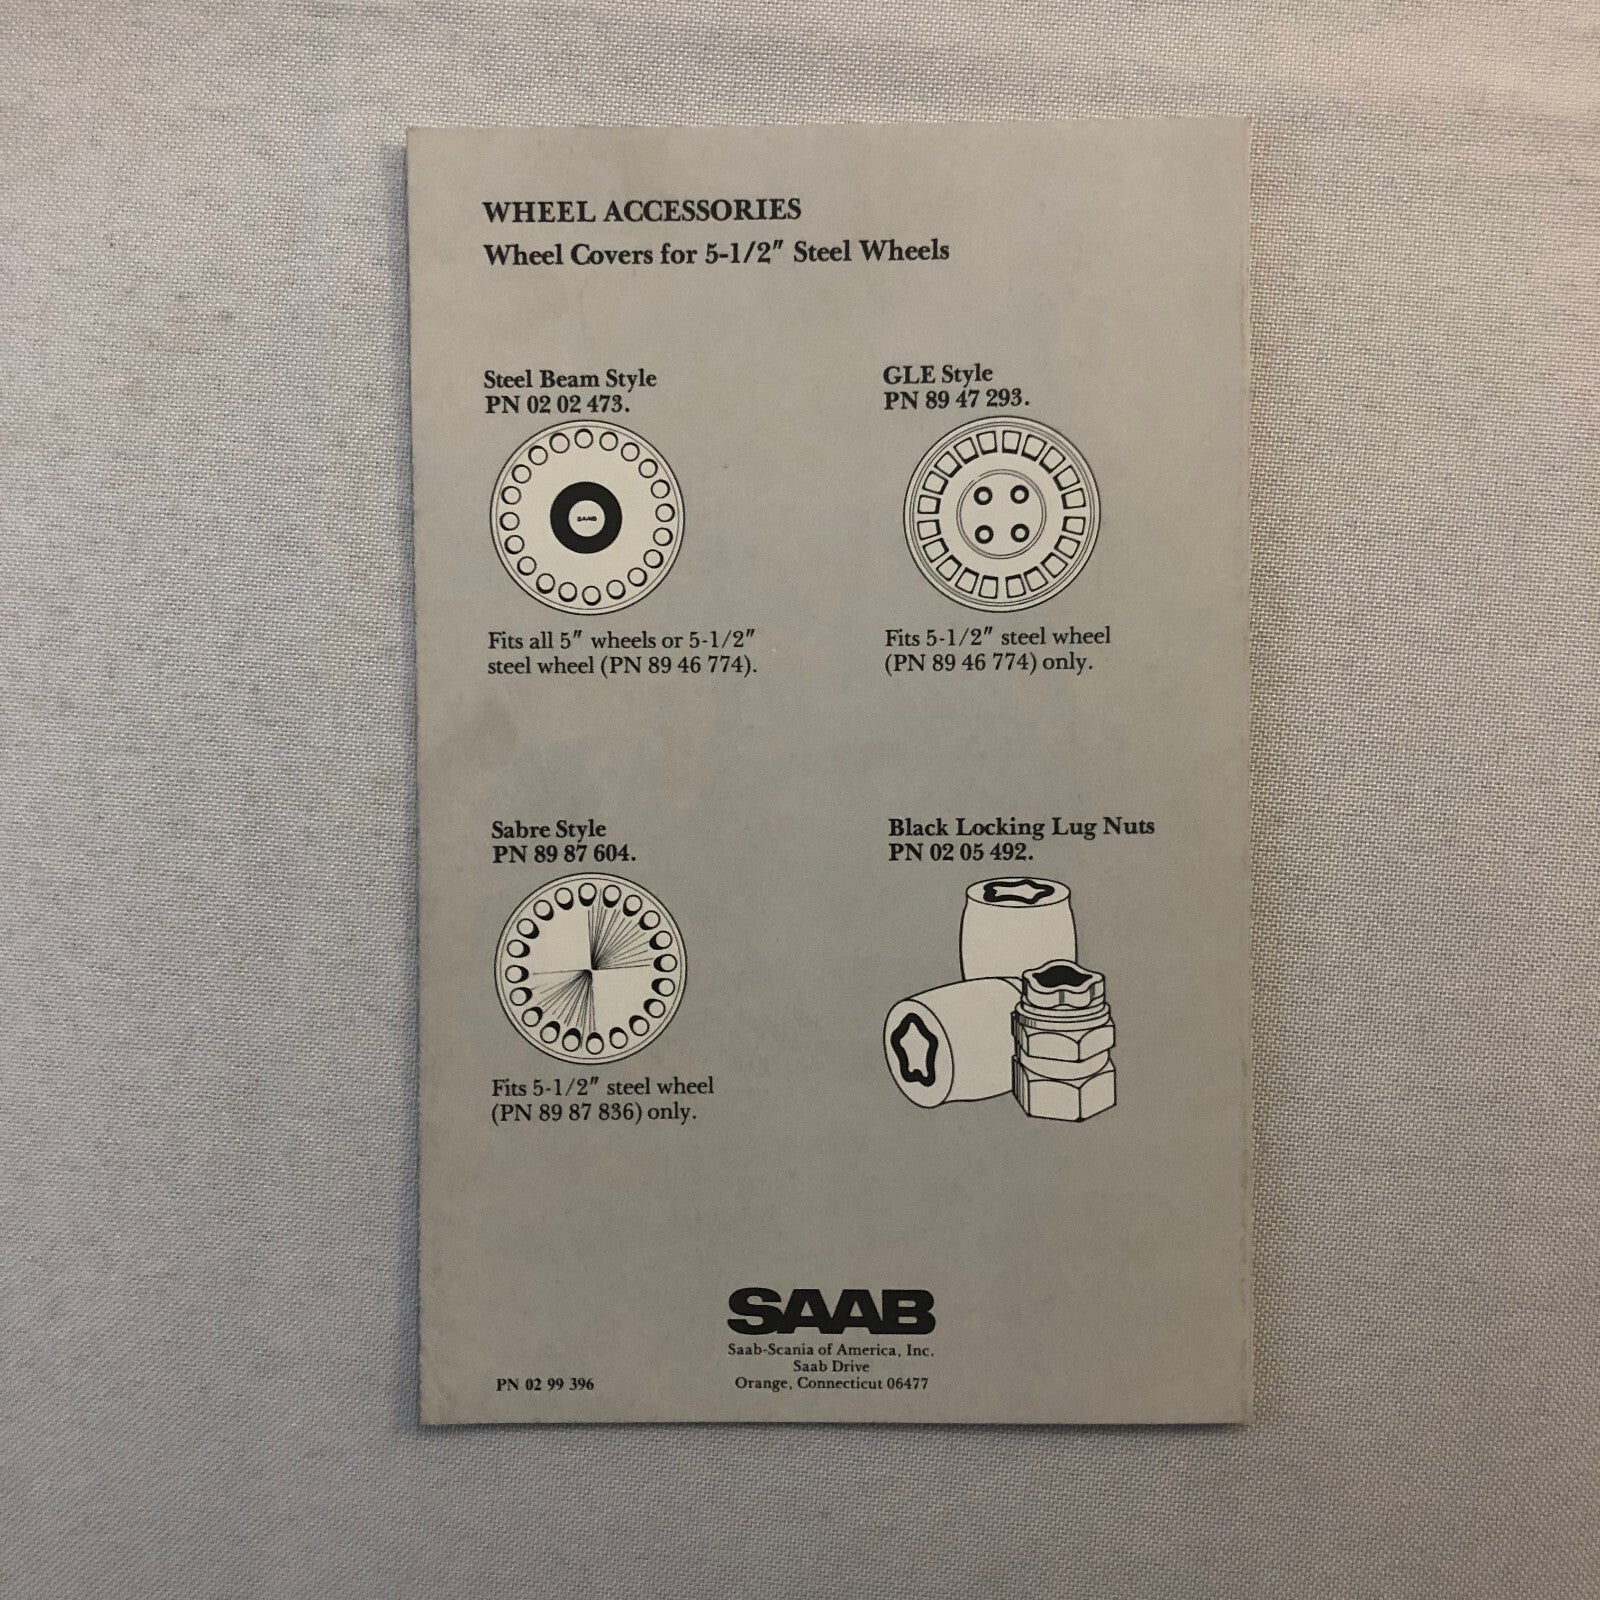 WHEEL ACCESSORIES
Wheel Covers for 5-1/2" Steel Wheels
Steel Beam Style
PN 02 02 473.
SAAB
Fits all 5" wheels or 5-1/2"
steel wheel (PN 89 46 774).
GLE Style
PN 89 47 293.
Fits 5-1/2" steel wheel
(PN 89 46 774) only.
Sabre Style
PN 89 87 604.
Fits 5-1/2" steel wheel
(PN 89 87 836) only.
Black Locking Lug Nuts
PN 02 05 492.
SAAB
Saab-Scania of America, Inc.
Saab Drive
Orange, Connecticut 06477
PN 02 99 396